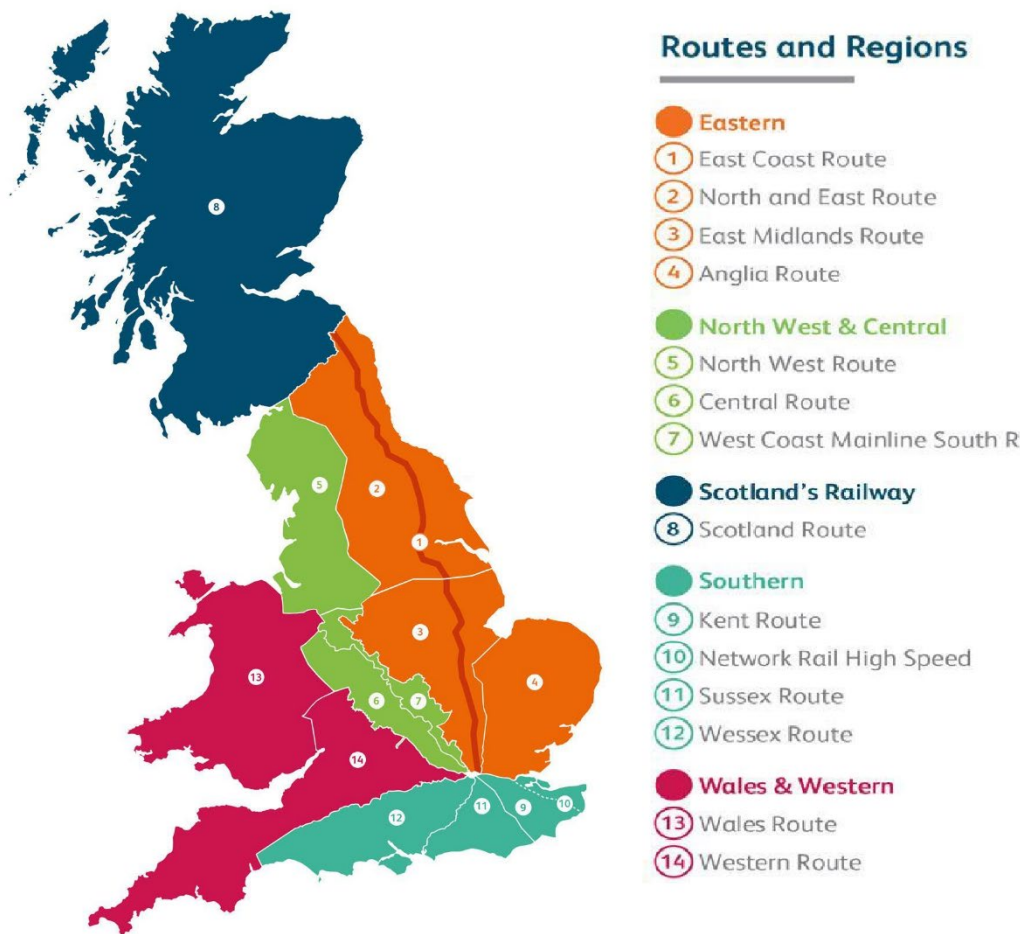 Routes and Regions
Eastern
1 East Coast Route
2 North and East Route
3 East Midlands Route
4 Anglia Route
North West & Central
5 North West Route
6 Central Route
7 West Coast Mainline South R
Scotland's Railway
8 Scotland Route
Southern
9 Kent Route
10 Network Rail High Speed
11 Sussex Route
12 Wessex Route
Wales & Western
13 Wales Route
14 Western Route
8
5
2
1
3
4
13
6
7
14
12
11
9
10